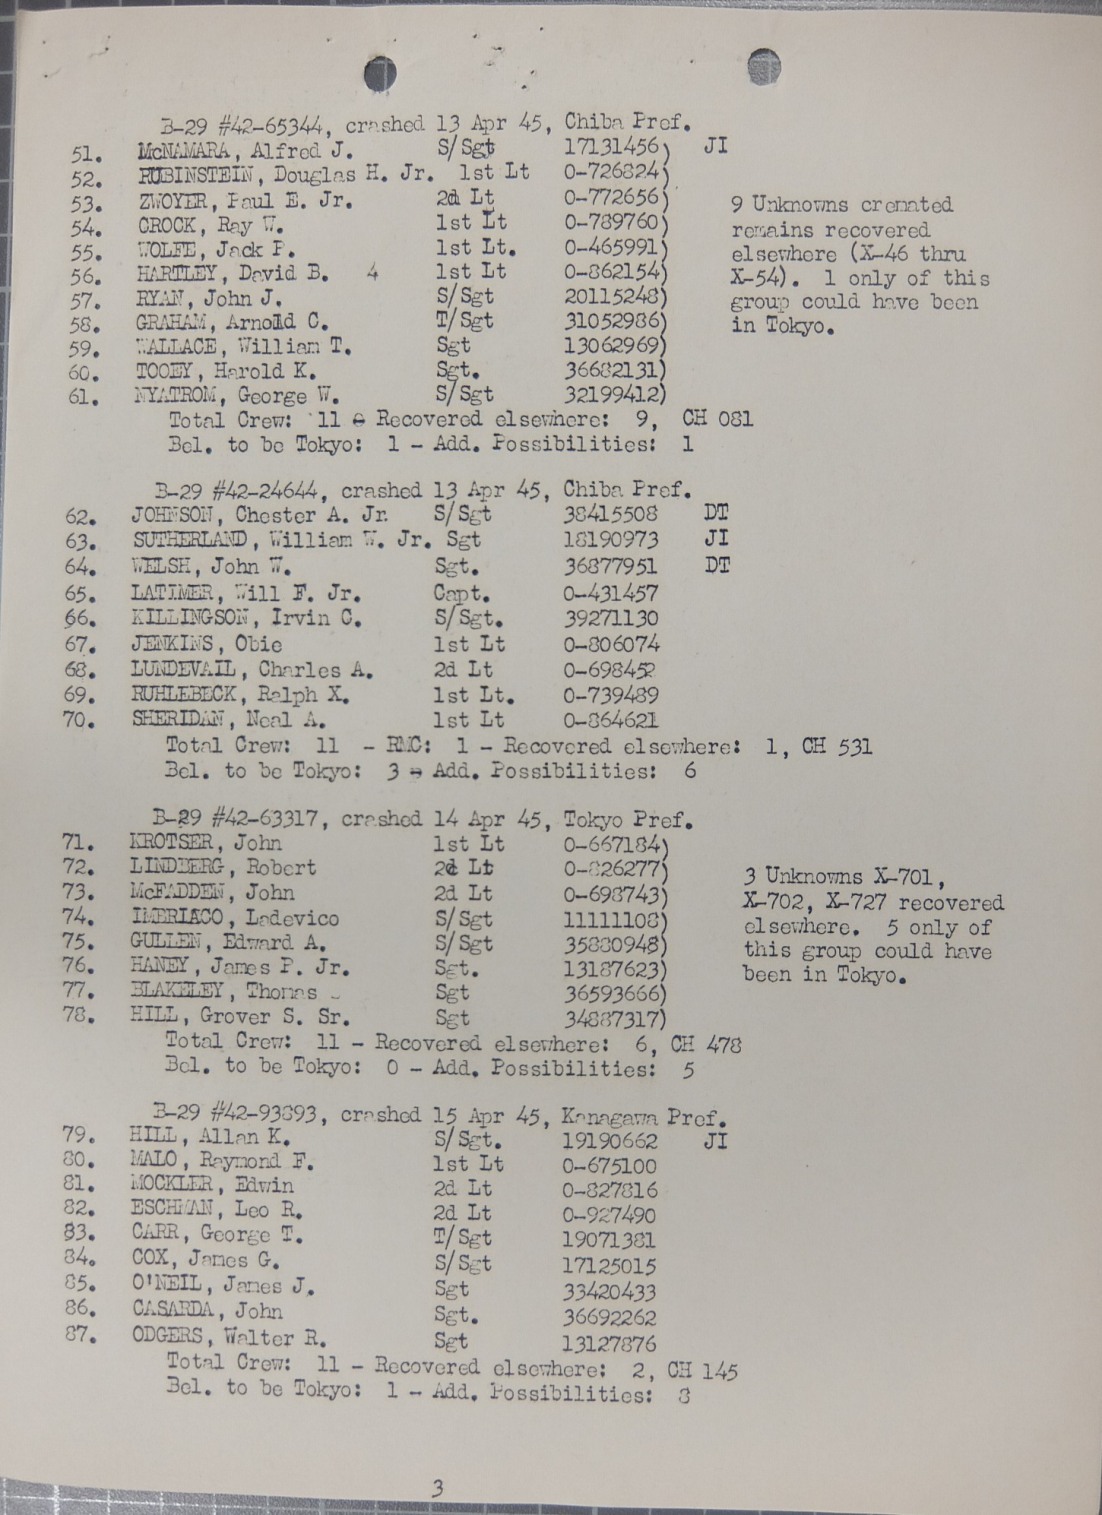 B-29 #42-65344, crashed 13 Apr 45, Chiba Pref.
51. McNAMARA, Alfred J. S/Sgt 17131456) JI
52. RUBINSTEIN, Douglas H. Jr. 1st Lt 0-726824)
53. ZWOYER, Paul E. Jr. 2d Lt 0-772656)
54. CROCK, Ray W. 1st Lt 0-789760)
55. WOLFE, Jack P. 1st Lt. 0-465991)
56. HARTLEY, David B. 4 1st Lt 0-862154)
57. RYAN, John J. S/Sgt 20115248)
58. GRAHAM, Arnold C. T/Sgt 31052986)
59. WALLACE, William T. Sgt 13062969)
60. TOOEY, Harold K. Sgt. 36682131)
61. NYATROM, George W. S/Sgt 32199412)
9 Unknowns cremated
remains recovered
elsewhere (X-46 thru
X-54). 1 only of this
group could have been
in Tokyo.
Total Crew: 11 - Recovered elsewhere: 9, CH 081
Bel. to be Tokyo: 1 - Add. Possibilities: 1
B-29 #42-24644, crashed 13 Apr 45, Chiba Pref.
62. JOHNSON, Chester A. Jr. S/Sgt 38415508 DT
63. SUTHERLAND, William W. Jr. Sgt 18190973 JI
64. WELSH, John W. Sgt. 36877951 DT
65. LATIMER, Will F. Jr. Capt. 0-431457
66. KILLINGSON, Irvin C. S/Sgt. 39271130
67. JENKINS, Obie 1st Lt 0-806074
68. LUNDEVAIL, Charles A. 2d Lt 0-698452
69. RUHLEBECK, Ralph X. 1st Lt. 0-739489
70. SHERIDAN, Neal A. 1st Lt 0-864621
Total Crew: 11 - RMC: 1 - Recovered elsewhere: 1, CH 531
Bel. to be Tokyo: 3 - Add. Possibilities: 6
B-29 #42-63317, crashed 14 Apr 45, Tokyo Pref.
71. KROTSER, John 1st Lt 0-667184)
72. LINDBERG, Robert 2d Lt 0-826277)
73. McFADDEN, John 2d Lt 0-698743)
74. IMBRIACO, Ladevico S/Sgt 11111108)
75. GULLEN, Edward A. S/Sgt 35880948)
76. HANEY, James P. Jr. Sgt. 13187623)
77. BLAKELEY, Thomas Sgt 36593666)
78. HILL, Grover S. Sr. Sgt 34887317)
3 Unknowns X-701,
X-702, X-727 recovered
elsewhere. 5 only of
this group could have
been in Tokyo.
Total Crew: 11 - Recovered elsewhere: 6, CH 478
Bel. to be Tokyo: 0 - Add. Possibilities: 5
B-29 #42-93893, crashed 15 Apr 45, Kanagawa Pref.
79. HILL, Allan K. S/Sgt. 19190662 JI
80. MALO, Raymond F. 1st Lt 0-675100
81. MOCKLER, Edwin 2d Lt 0-827816
82. ESCHMAN, Leo R. 2d Lt 0-927490
83. CARR, George T. T/Sgt 19071381
84. COX, James G. S/Sgt 17125015
85. O'NEIL, James J. Sgt 33420433
86. CASARDA, John Sgt. 36692262
87. ODGERS, Walter R. Sgt 13127876
Total Crew: 11 - Recovered elsewhere: 2, CH 145
Bel. to be Tokyo: 1 - Add. Possibilities: 8
3